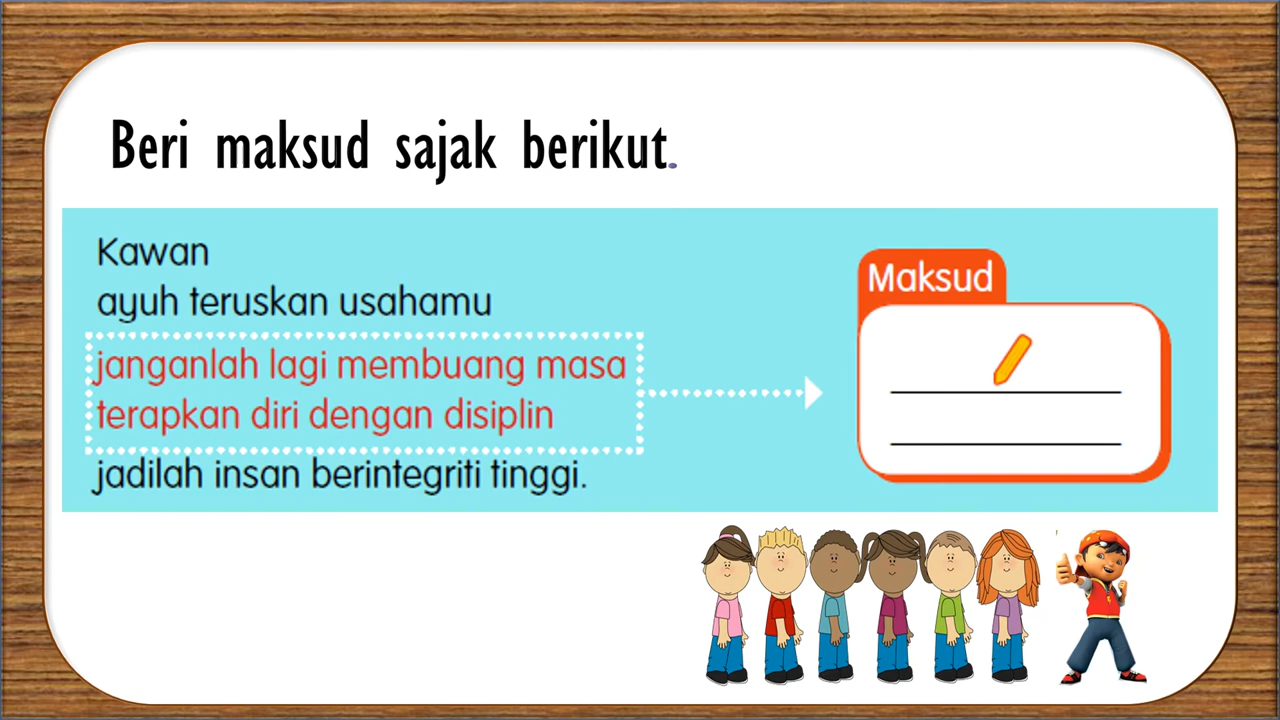 Beri maksud sajak berikut.
Kawan
ayuh teruskan usahamu
janganlah lagi membuang masa
terapkan diri dengan disiplin
jadilah insan berintegriti tinggi.
Maksud